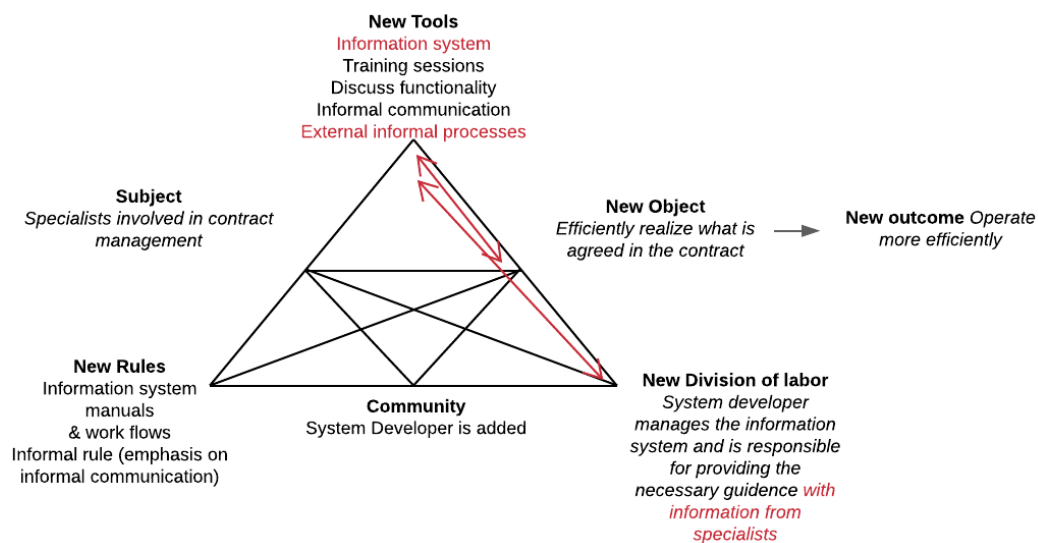 New Tools
Information system
Training sessions
Discuss functionality
Informal communication
External informal processes
Subject
Specialists involved in contract
management
New Object
Efficiently realize what is
agreed in the contract
New outcome Operate
more efficiently
New Rules
Information system
manuals
& work flows
Informal rule (emphasis on
informal communication)
Community
System Developer is added
New Division of labor
System developer
manages the information
system and is responsible
for providing the
necessary guidence with
information from
specialists